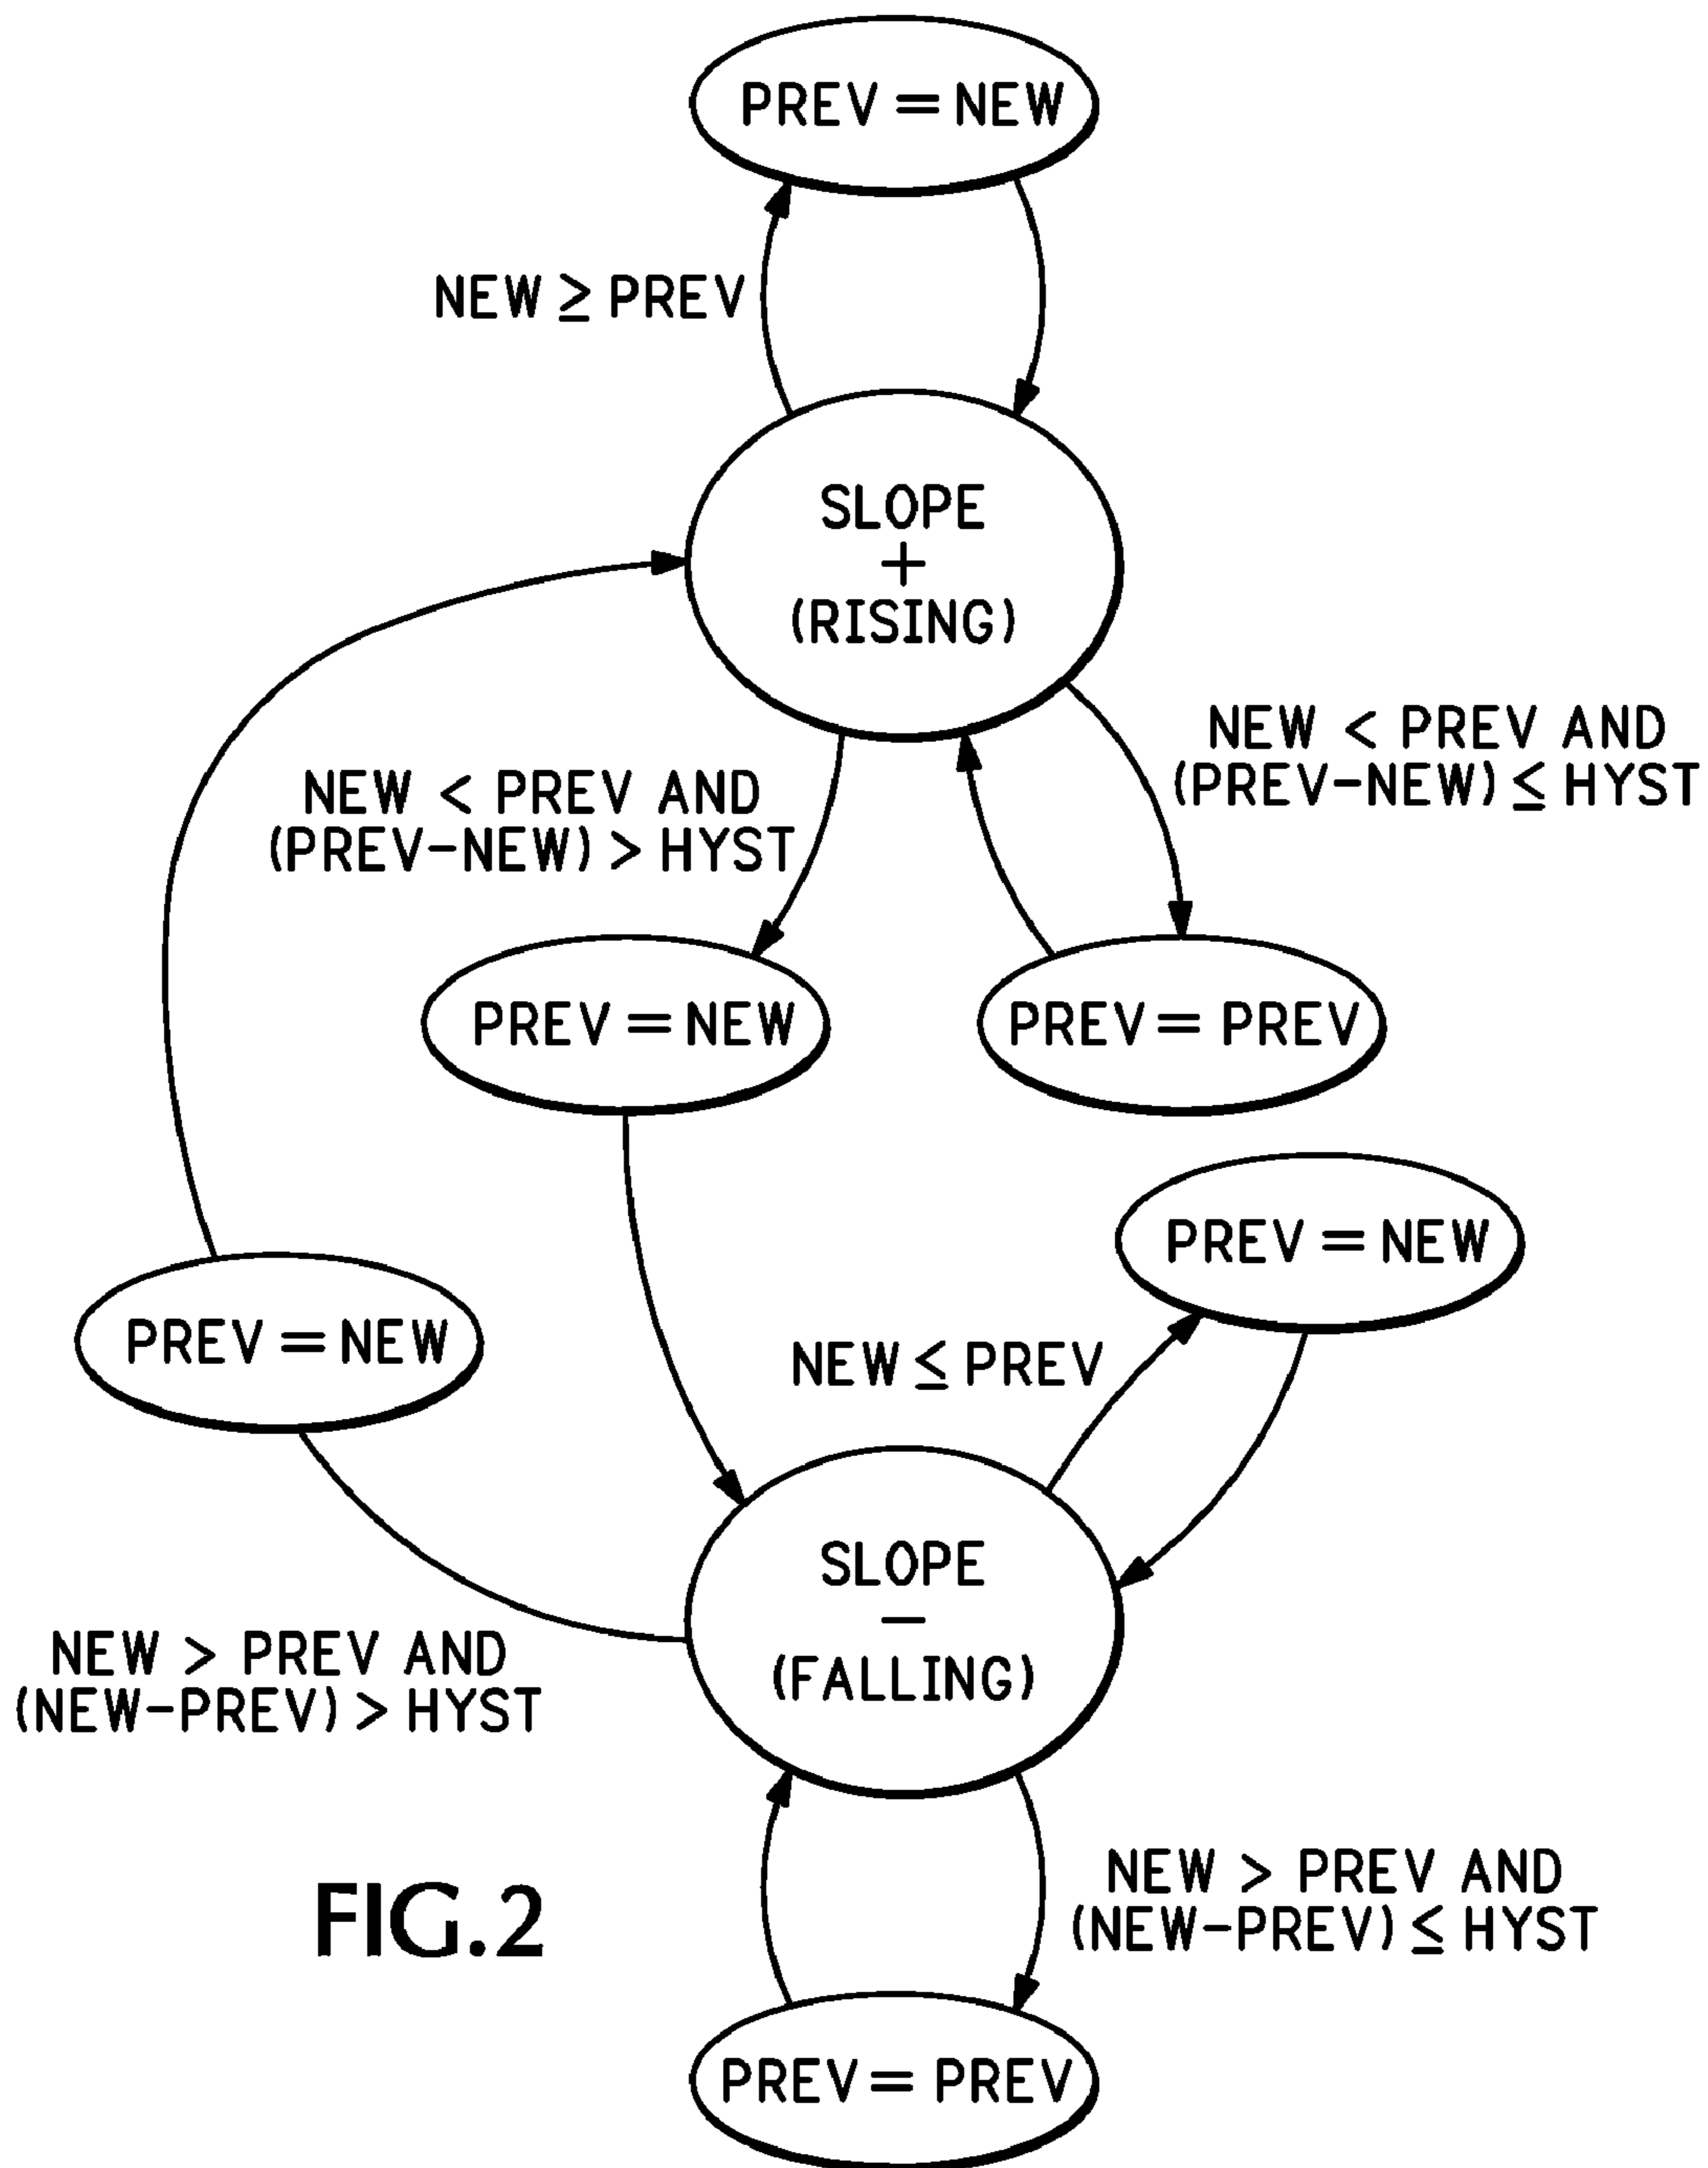 PREV = NEW
NEW ≥ PREV
SLOPE
+
(RISING)
NEW < PREV AND
(PREV-NEW) ≤ HYST
NEW < PREV AND
(PREV-NEW) > HYST
PREV = NEW
PREV = PREV
PREV = NEW
PREV = NEW
NEW ≤ PREV
SLOPE
−
(FALLING)
NEW > PREV AND
(NEW-PREV) > HYST
NEW > PREV AND
(NEW-PREV) ≤ HYST
FIG.2
PREV = PREV